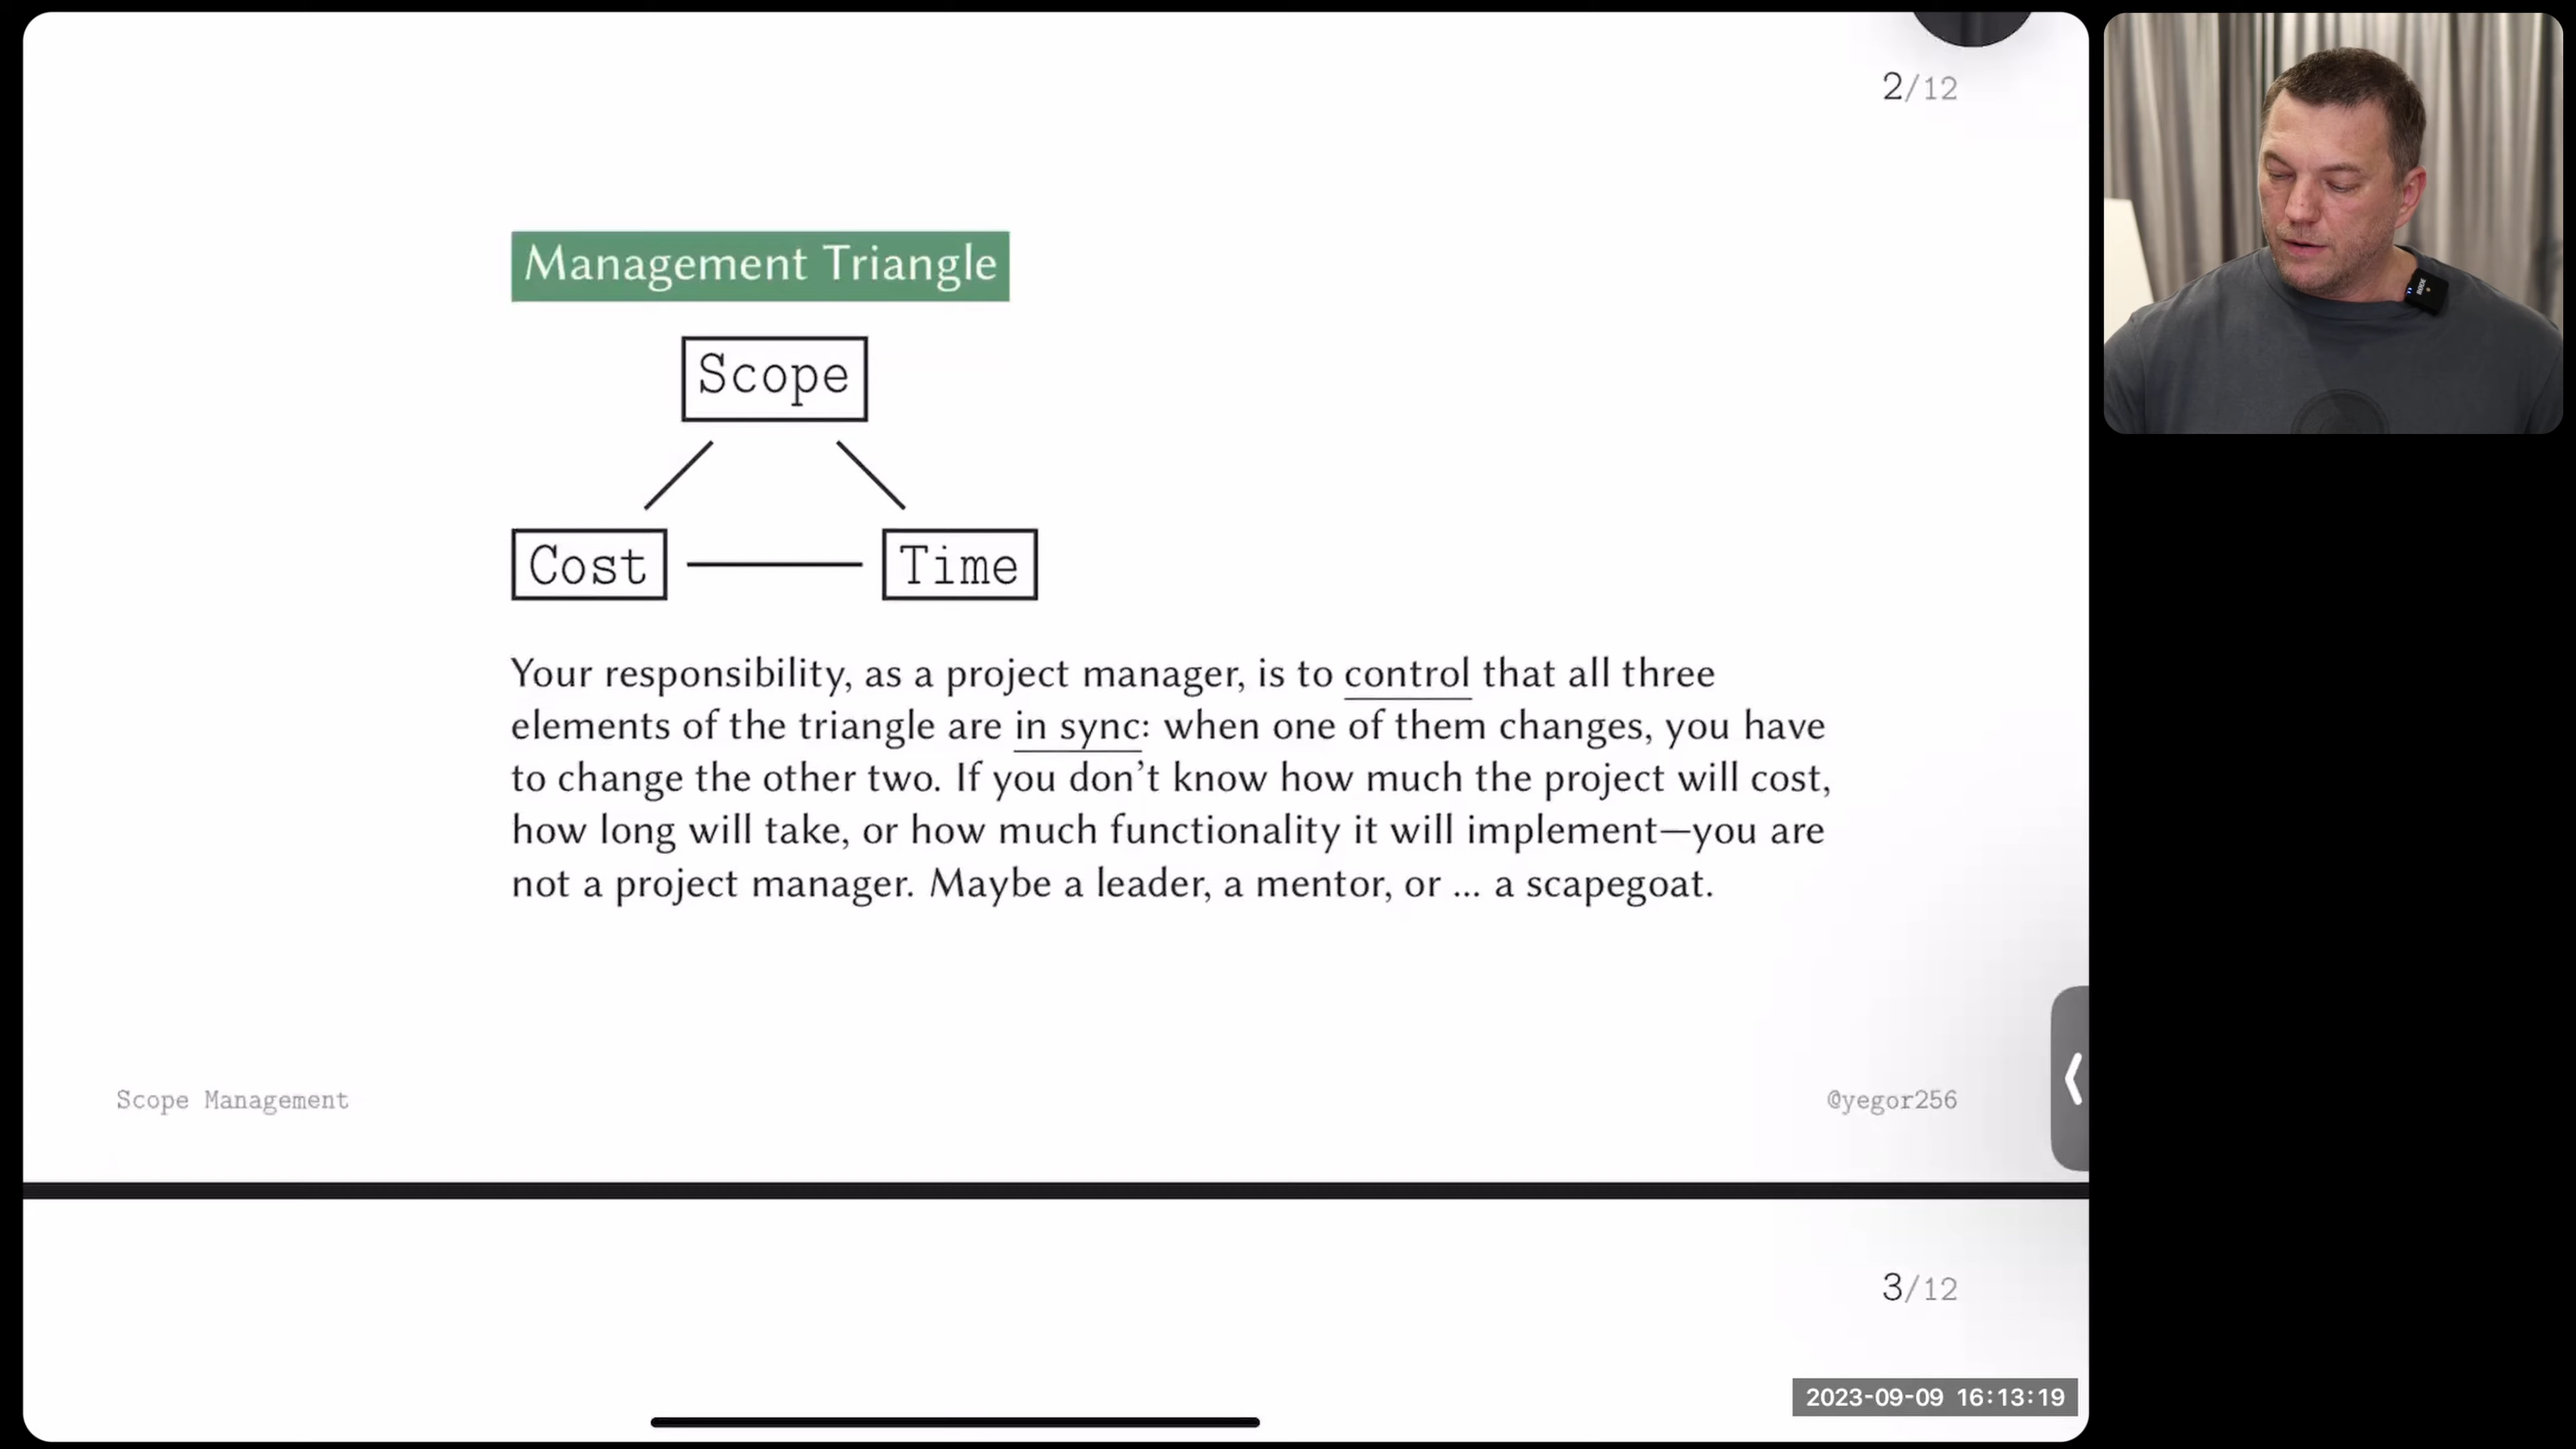 2/12
Management Triangle
Scope
Cost
Time
Your responsibility, as a project manager, is to control that all three
elements of the triangle are in sync: when one of them changes, you have
to change the other two. If you don't know how much the project will cost,
how long will take, or how much functionality it will implement—you are
not a project manager. Maybe a leader, a mentor, or ... a scapegoat.
Scope Management
@yegor256
3/12
2023-09-09 16:13:19